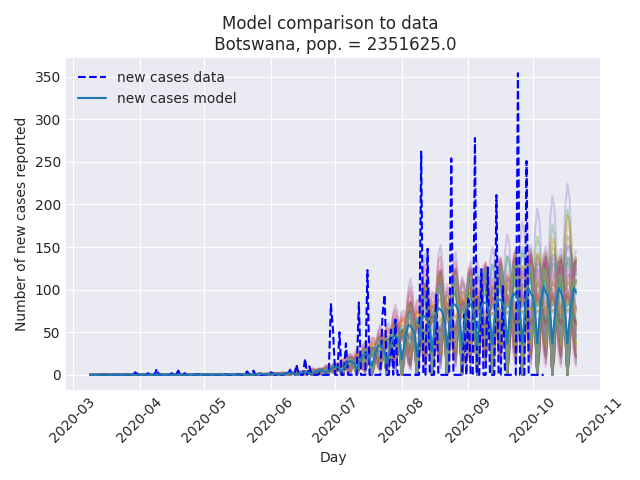 Model comparison to data
Botswana, pop. = 2351625.0
new cases data
new cases model
Number of new cases reported
350
300
250
200
150
100
50
0
2020-03
2020-04
2020-05
2020-06
2020-07
2020-08
2020-09
2020-10
2020-11
Day